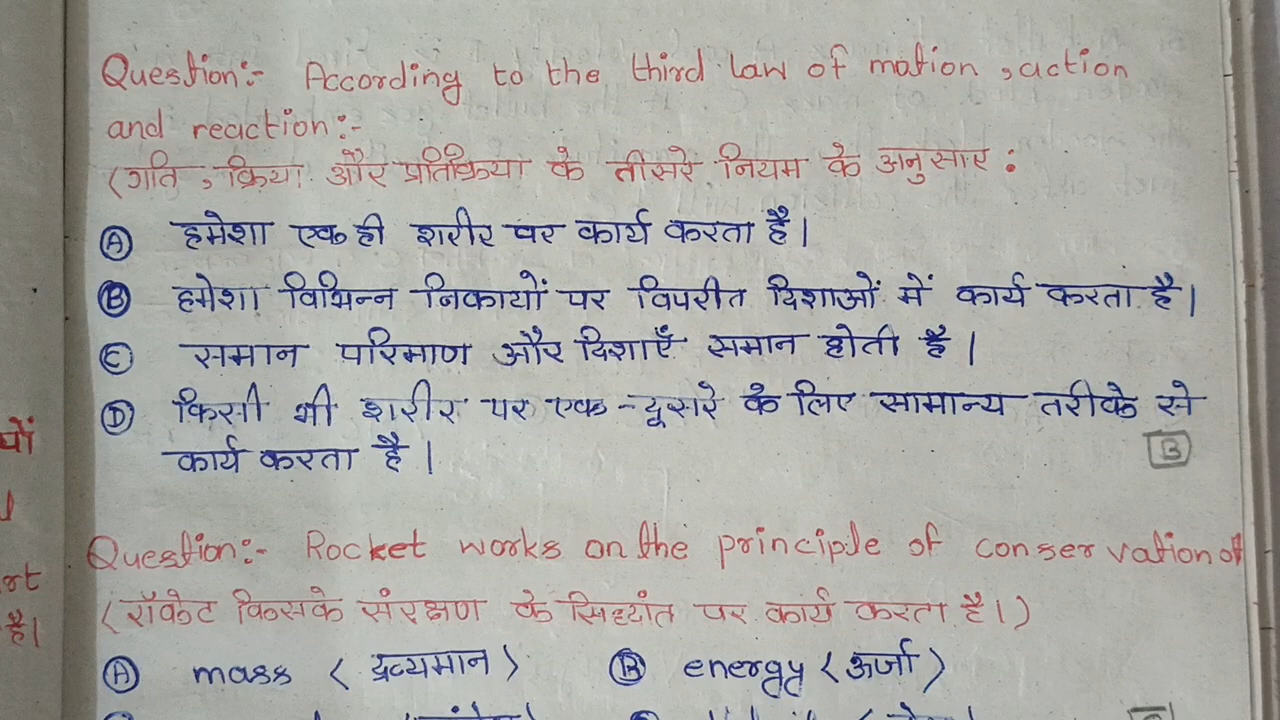 Question:- According to the third law of motion, action
and reaction:-
(गति, क्रिया और प्रतिक्रिया के तीसरे नियम के अनुसार :
Ⓐ हमेशा एक ही शरीर पर कार्य करता है।
Ⓑ हमेशा विभिन्न निकायों पर विपरीत दिशाओं में कार्य करता है।
Ⓒ समान परिमाण और दिशाएँ समान होती है।
Ⓓ किसी भी शरीर पर एक-दूसरे के लिए सामान्य तरीके से
कार्य करता है।
B
Question:- Rocket works on the principle of conservation of
(रॉकेट किसके संरक्षण के सिध्यांत पर कार्य करता है।)
Ⓐ mass (द्रव्यमान) Ⓑ energy (ऊर्जा)